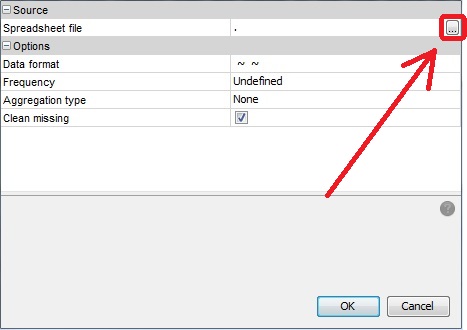 Source
Spreadsheet file .  ...
Options
Data format ~ ~
Frequency Undefined
Aggregation type None
Clean missing
?
OK Cancel